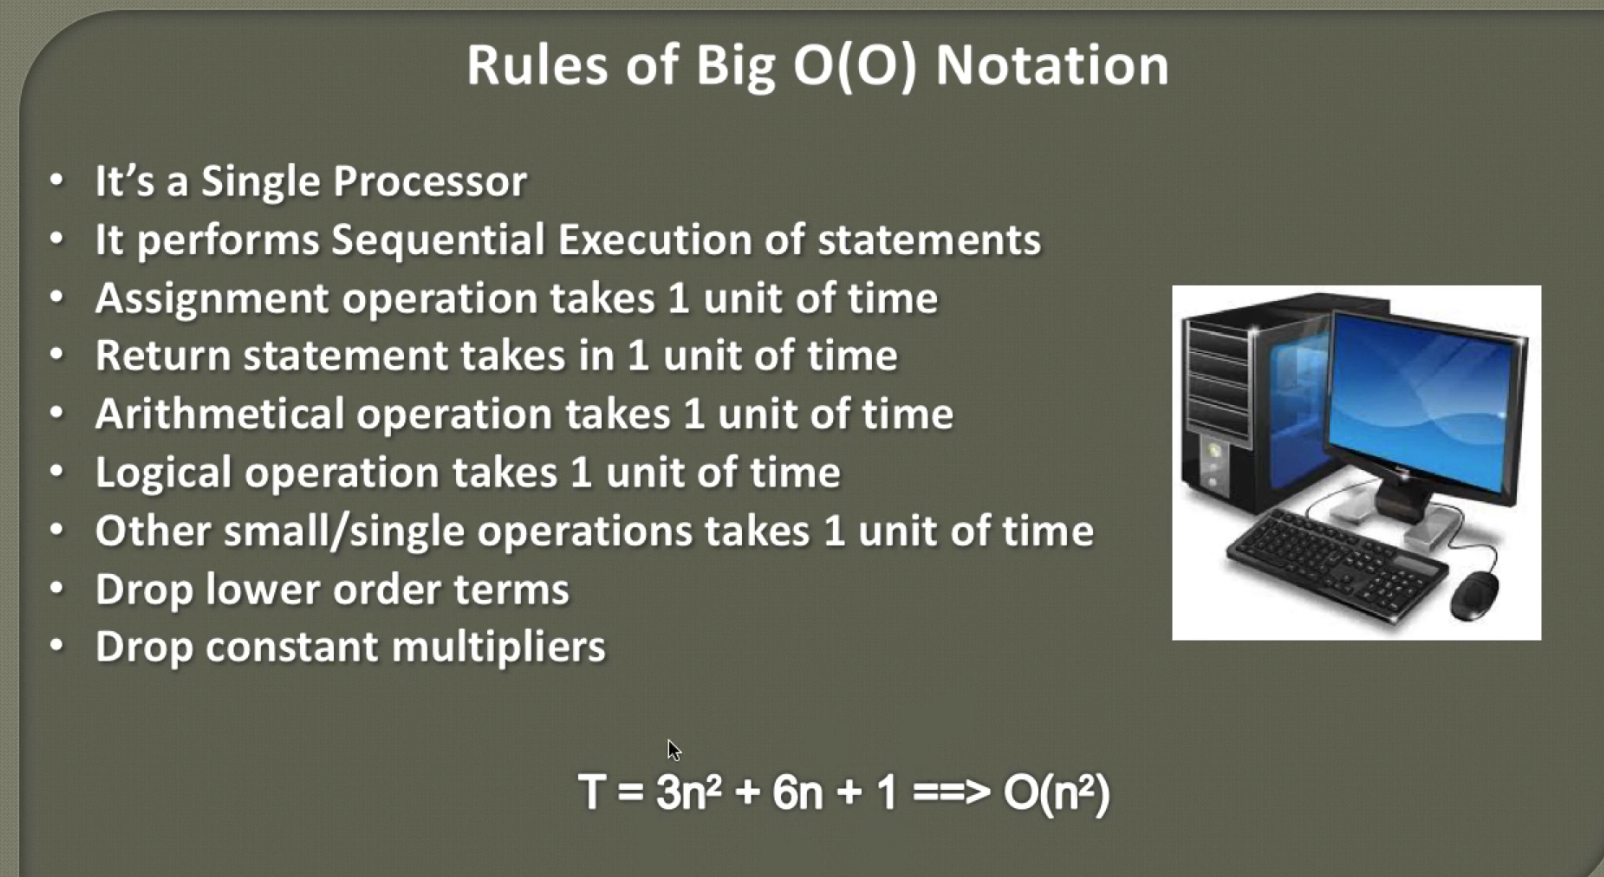 Rules of Big O(O) Notation
• It’s a Single Processor
• It performs Sequential Execution of statements
• Assignment operation takes 1 unit of time
• Return statement takes in 1 unit of time
• Arithmetical operation takes 1 unit of time
• Logical operation takes 1 unit of time
• Other small/single operations takes 1 unit of time
• Drop lower order terms
• Drop constant multipliers
T = 3n² + 6n + 1 ==> O(n²)